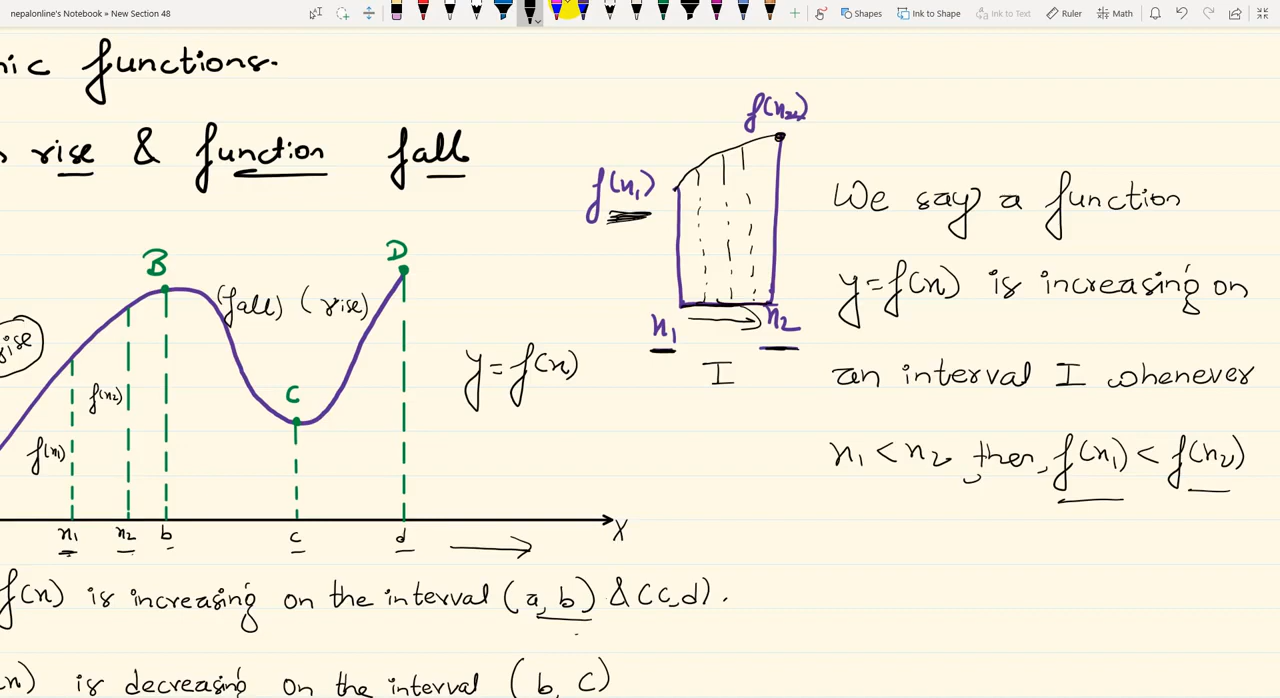 nepalonline's Notebook » New Section 48
Shapes
Ink to Shape
Ink to Text
Ruler
Math
functions.
rise & function fall
f(x₂)
f(x₁)
x₁ x₂
I
We say a function
y=f(x) is increasing on
an interval I whenever
x₁ < x₂, then, f(x₁) < f(x₂)
B
D
(fall) (rise)
rise
C
y=f(x)
f(x₂)
f(x₁)
x₁ x₂ b c d
X
f(x) is increasing on the interval (a, b) & (c,d).
is decreasing on the interval (b, c)